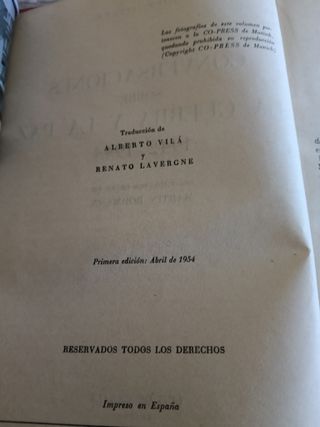 Las fotografías de este volumen per-
tenecen a la CO-PRESS de Munich,
quedando prohibida su reproducción
(Copyright CO-PRESS de Munich.)
Traducción de
ALBERTO VILÁ
Y
RENATO LAVERGNE
Primera edición: Abril de 1954
RESERVADOS TODOS LOS DERECHOS
Impreso en España